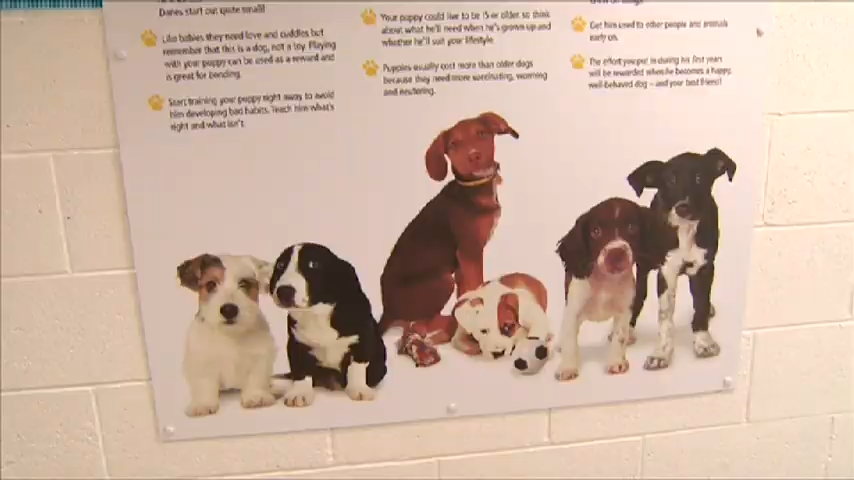 Danes start out quite small!
Like babies they need love and cuddles but
remember that this is a dog, not a toy. Playing
with your puppy can be used as a reward and
is great for bonding.
Start training your puppy right away to avoid
him developing bad habits. Teach him what's
right and what isn't.
Your puppy could live to be 15 or older so think
about what he'll need when he's grown up and
whether he'll suit your lifestyle.
Puppies usually cost more than older dogs
because they need more vaccinating, worming
and neutering.
Get him used to other people and animals
early on.
The effort you put in during his first years
will be rewarded when he becomes a happy,
well-behaved dog – and your best friend!